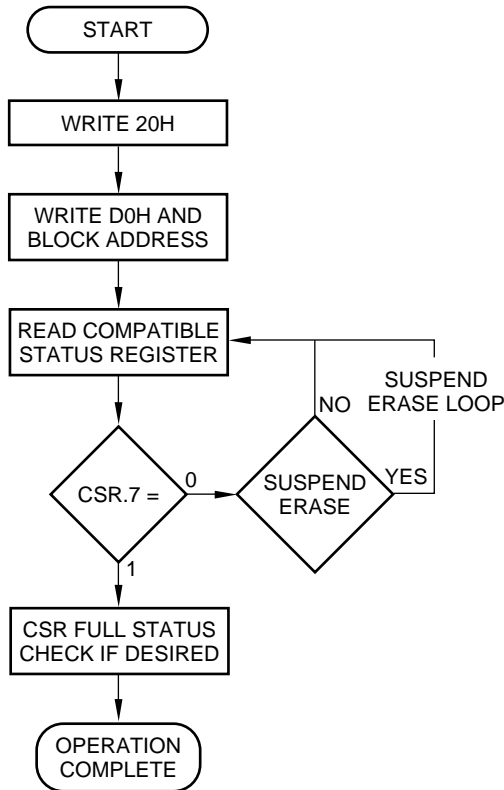 START
WRITE 20H
WRITE D0H AND
BLOCK ADDRESS
READ COMPATIBLE
STATUS REGISTER
SUSPEND
ERASE LOOP
NO
CSR.7 =
0
SUSPEND
ERASE
YES
1
CSR FULL STATUS
CHECK IF DESIRED
OPERATION
COMPLETE